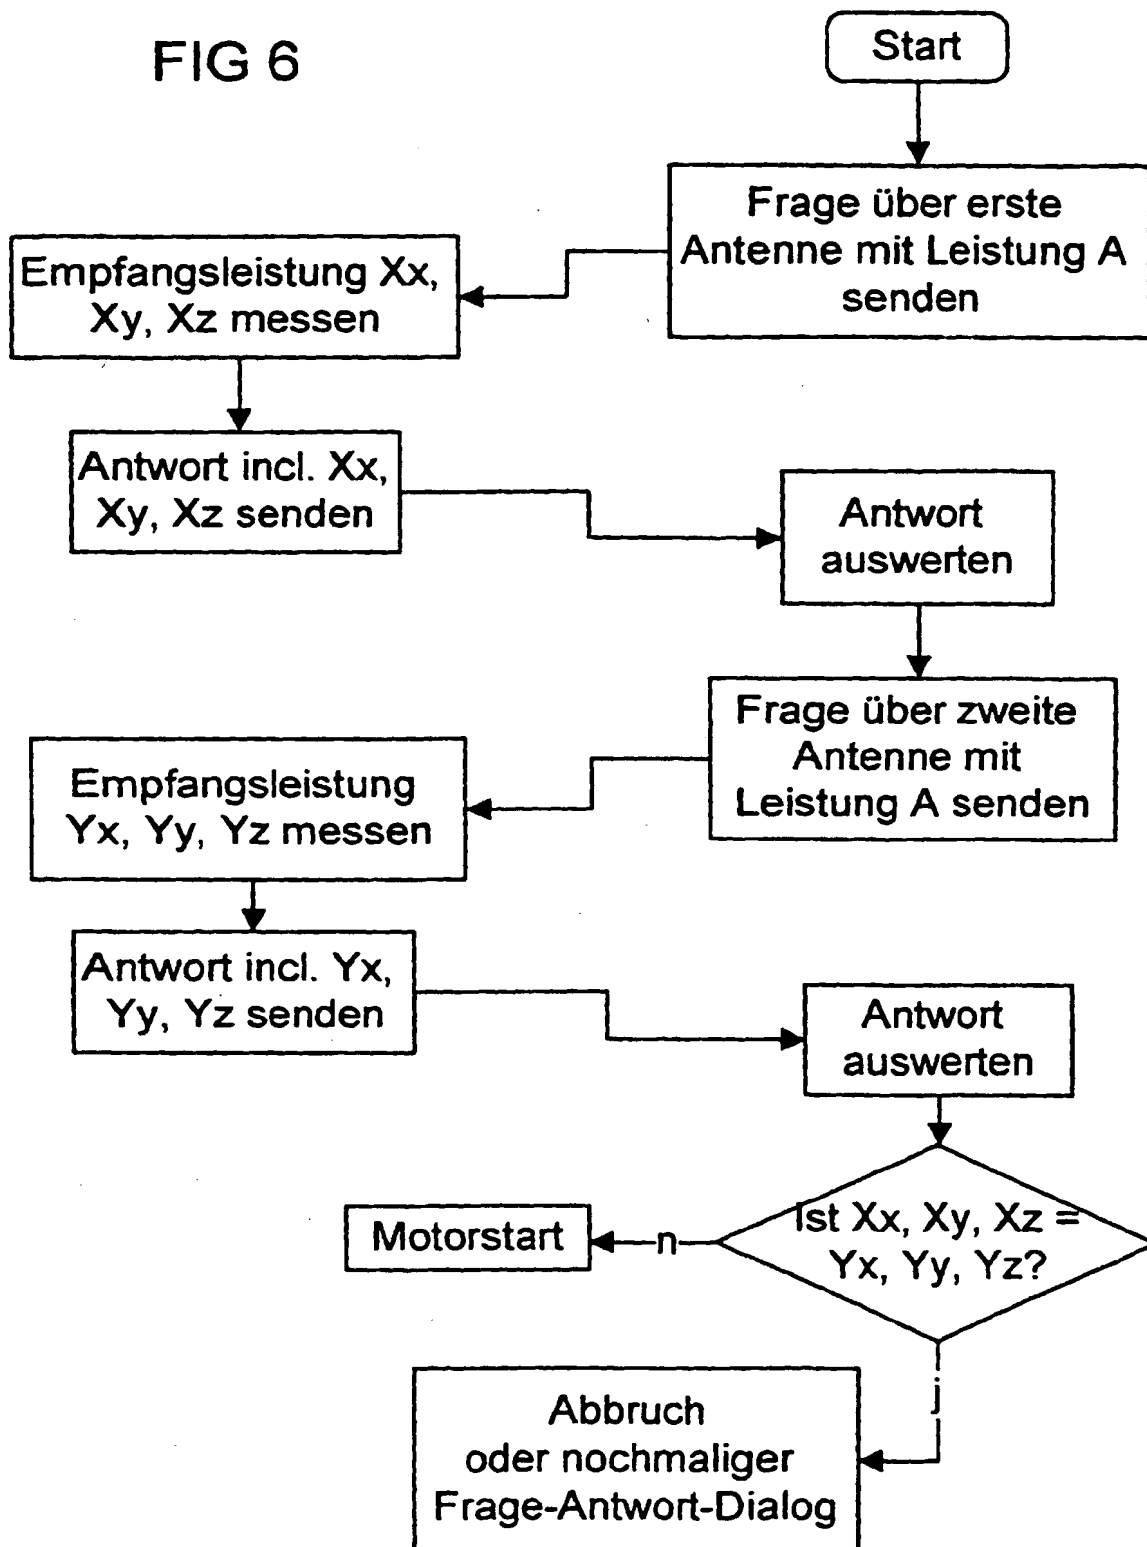 FIG 6
Start
Frage über erste
Antenne mit Leistung A
senden
Empfangsleistung Xx,
Xy, Xz messen
Antwort incl. Xx,
Xy, Xz senden
Antwort
auswerten
Frage über zweite
Antenne mit
Leistung A senden
Empfangsleistung
Yx, Yy, Yz messen
Antwort incl. Yx,
Yy, Yz senden
Antwort
auswerten
Ist Xx, Xy, Xz =
Yx, Yy, Yz?
n
Motorstart
j
Abbruch
oder nochmaliger
Frage-Antwort-Dialog